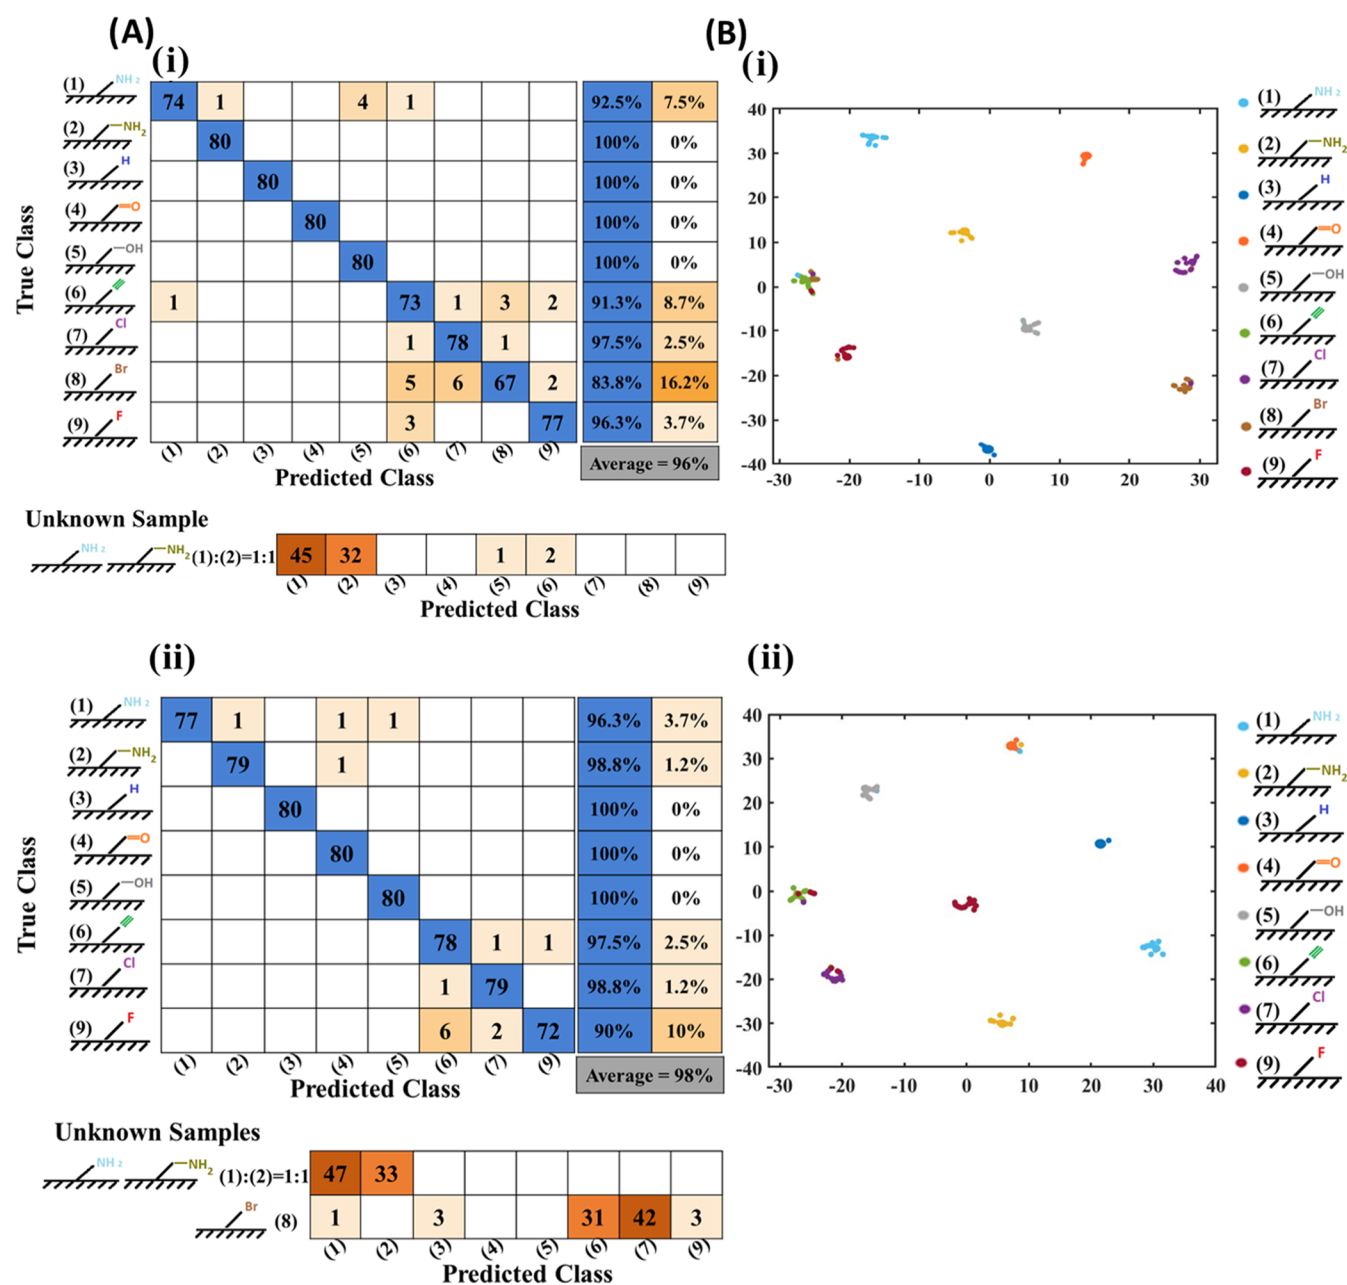 (A)
(i)
(1) NH 2
(2) NH2
(3) H
(4) O
(5) OH
(6)
(7) Cl
(8) Br
(9) F
True Class
74 1 4 1 92.5% 7.5%
80 100% 0%
80 100% 0%
80 100% 0%
80 100% 0%
1 73 1 3 2 91.3% 8.7%
1 78 1 97.5% 2.5%
5 6 67 2 83.8% 16.2%
3 77 96.3% 3.7%
(1) (2) (3) (4) (5) (6) (7) (8) (9)
Predicted Class
Average = 96%
Unknown Sample
NH 2 NH2 (1):(2)=1:1 45 32 1 2
(1) (2) (3) (4) (5) (6) (7) (8) (9)
Predicted Class
(B)
(i)
40
30
20
10
0
-10
-20
-30
-40
-30 -20 -10 0 10 20 30
(1) NH 2
(2) NH2
(3) H
(4) O
(5) OH
(6)
(7) Cl
(8) Br
(9) F
(ii)
(1) NH 2
(2) NH2
(3) H
(4) O
(5) OH
(6)
(7) Cl
(9) F
True Class
77 1 1 1 96.3% 3.7%
79 1 98.8% 1.2%
80 100% 0%
80 100% 0%
80 100% 0%
78 1 1 97.5% 2.5%
1 79 98.8% 1.2%
6 2 72 90% 10%
(1) (2) (3) (4) (5) (6) (7) (9)
Predicted Class
Average = 98%
Unknown Samples
NH 2 NH2 (1):(2)=1:1 47 33
Br (8) 1 3 31 42 3
(1) (2) (3) (4) (5) (6) (7) (9)
Predicted Class
(ii)
40
30
20
10
0
-10
-20
-30
-40
-30 -20 -10 0 10 20 30 40
(1) NH 2
(2) NH2
(3) H
(4) O
(5) OH
(6)
(7) Cl
(9) F